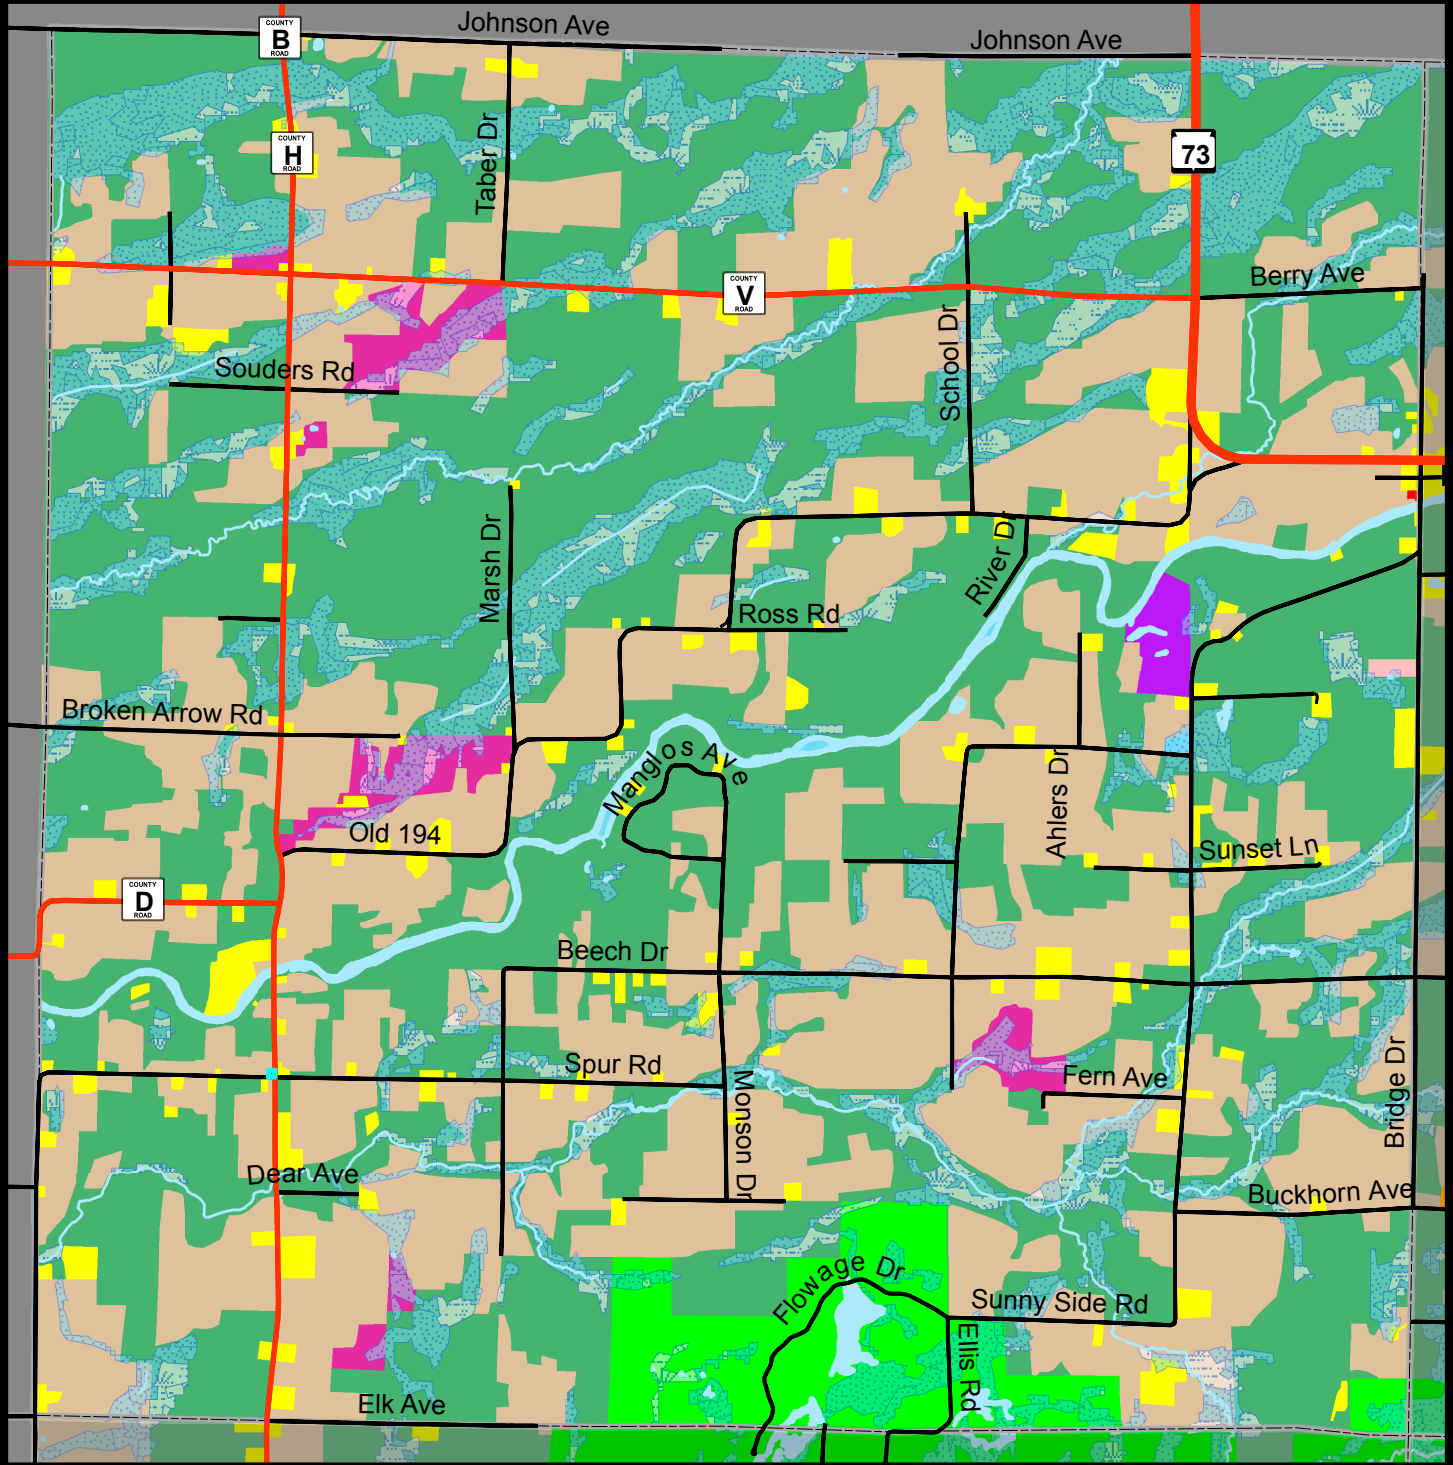 Johnson Ave
COUNTY
B
ROAD
Johnson Ave
COUNTY
H
ROAD
Taber Dr
73
Berry Ave
COUNTY
V
ROAD
School Dr
Souders Rd
Marsh Dr
River Dr
Ross Rd
Broken Arrow Rd
Manglos Ave
Ahlers Dr
Old 194
Sunset Ln
COUNTY
D
ROAD
Beech Dr
Spur Rd
Monson Dr
Fern Ave
Bridge Dr
Dear Ave
Buckhorn Ave
Flowage Dr
Sunny Side Rd
Ellis Rd
Elk Ave